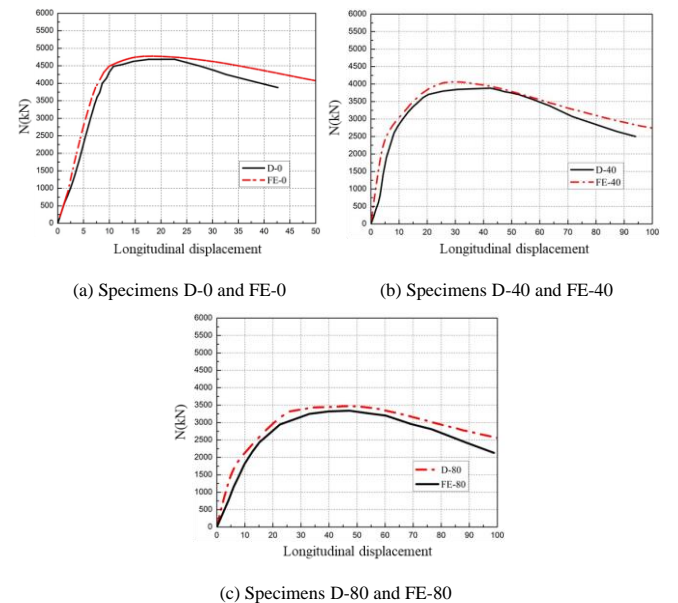 6000
5500
5000
4500
4000
3500
3000
2500
2000
1500
1000
500
0
N(kN)
D-0
FE-0
0 5 10 15 20 25 30 35 40 45 50
Longitudinal displacement
(a) Specimens D-0 and FE-0
6000
5500
5000
4500
4000
3500
3000
2500
2000
1500
1000
500
0
N(kN)
D-40
FE-40
0 10 20 30 40 50 60 70 80 90 100
Longitudinal displacement
(b) Specimens D-40 and FE-40
6000
5500
5000
4500
4000
3500
3000
2500
2000
1500
1000
500
0
N(kN)
D-80
FE-80
0 10 20 30 40 50 60 70 80 90 100
Longitudinal displacement
(c) Specimens D-80 and FE-80